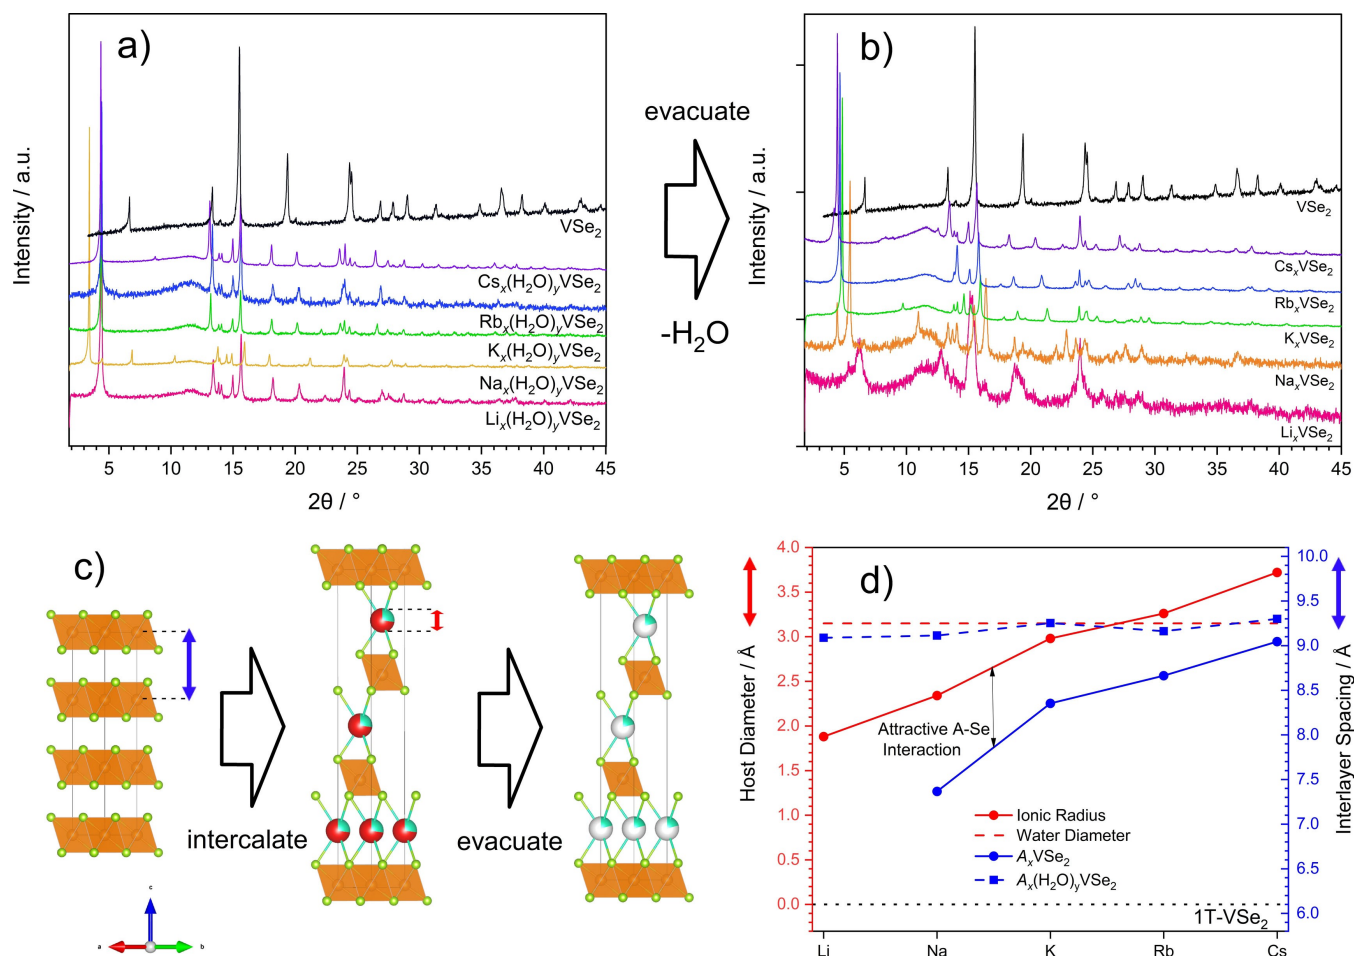 a)
Intensity / a.u.
VSe2
Csx(H2O)yVSe2
Rbx(H2O)yVSe2
Kx(H2O)yVSe2
Nax(H2O)yVSe2
Lix(H2O)yVSe2
5 10 15 20 25 30 35 40 45
2θ / °
evacuate
-H2O
b)
Intensity / a.u.
VSe2
CsxVSe2
RbxVSe2
KxVSe2
NaxVSe2
LixVSe2
5 10 15 20 25 30 35 40 45
2θ / °
c)
intercalate
evacuate
c
a
b
d)
Host Diameter / Å
4.0
3.5
3.0
2.5
2.0
1.5
1.0
0.5
0.0
Attractive A-Se
Interaction
Ionic Radius
Water Diameter
AxVSe2
Ax(H2O)yVSe2
1T-VSe2
Li Na K Rb Cs
10.0
9.5
9.0
8.5
8.0
7.5
7.0
6.5
6.0
Interlayer Spacing / Å